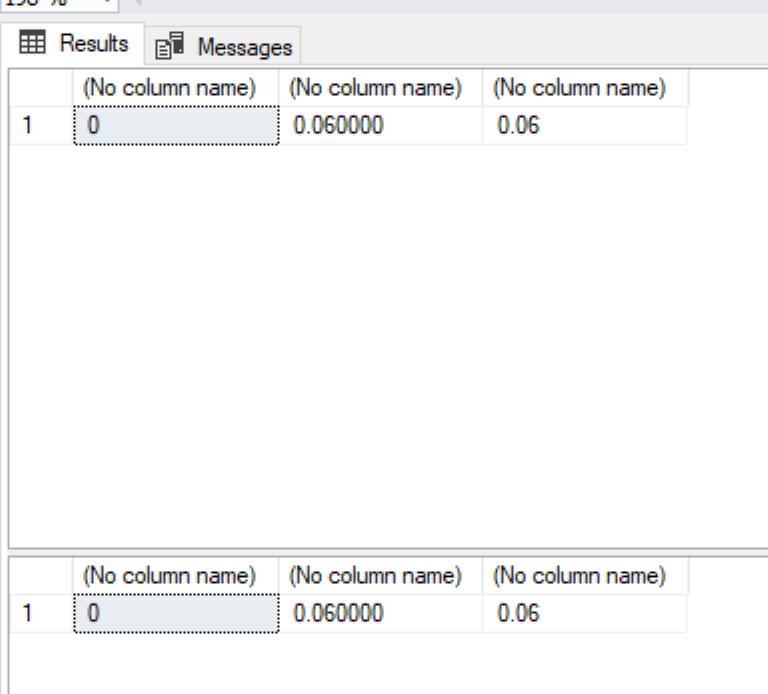 Results Messages
(No column name) (No column name) (No column name)
1 0 0.060000 0.06
(No column name) (No column name) (No column name)
1 0 0.060000 0.06